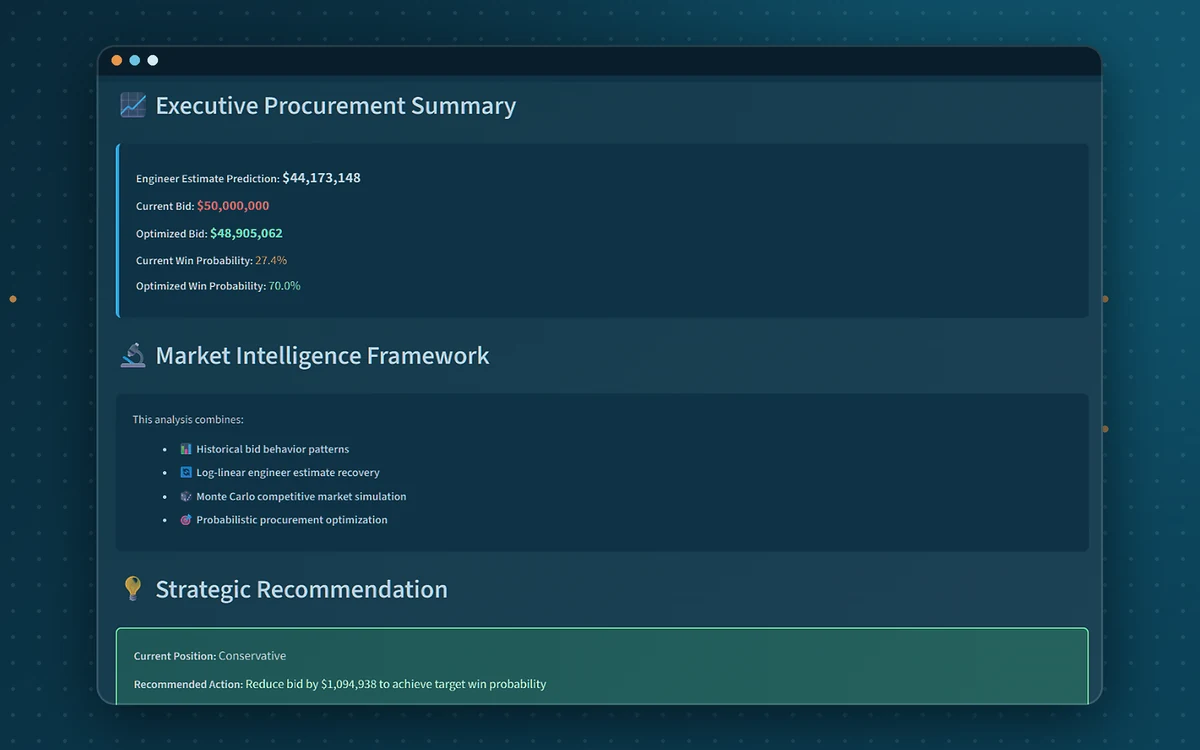 Executive Procurement Summary
Engineer Estimate Prediction: $44,173,148
Current Bid: $50,000,000
Optimized Bid: $48,905,062
Current Win Probability: 27.4%
Optimized Win Probability: 70.0%
Market Intelligence Framework
This analysis combines:
Historical bid behavior patterns
Log-linear engineer estimate recovery
Monte Carlo competitive market simulation
Probabilistic procurement optimization
Strategic Recommendation
Current Position: Conservative
Recommended Action: Reduce bid by $1,094,938 to achieve target win probability